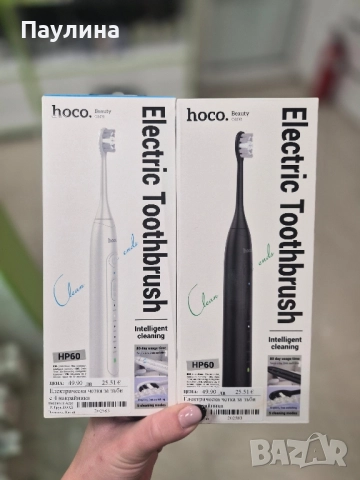 Паулина
hoco. Beauty care
Electric Toothbrush
Clean
Intelligent cleaning
HP60
цена: 49.90 лв 25.51 €
Електрическа четка за зъби
с 4 накрайника
hoco. Beauty care
Electric Toothbrush
Clean
Intelligent cleaning
HP60
цена: 49.90 лв 25.51 €
Електрическа четка за зъби
bazar